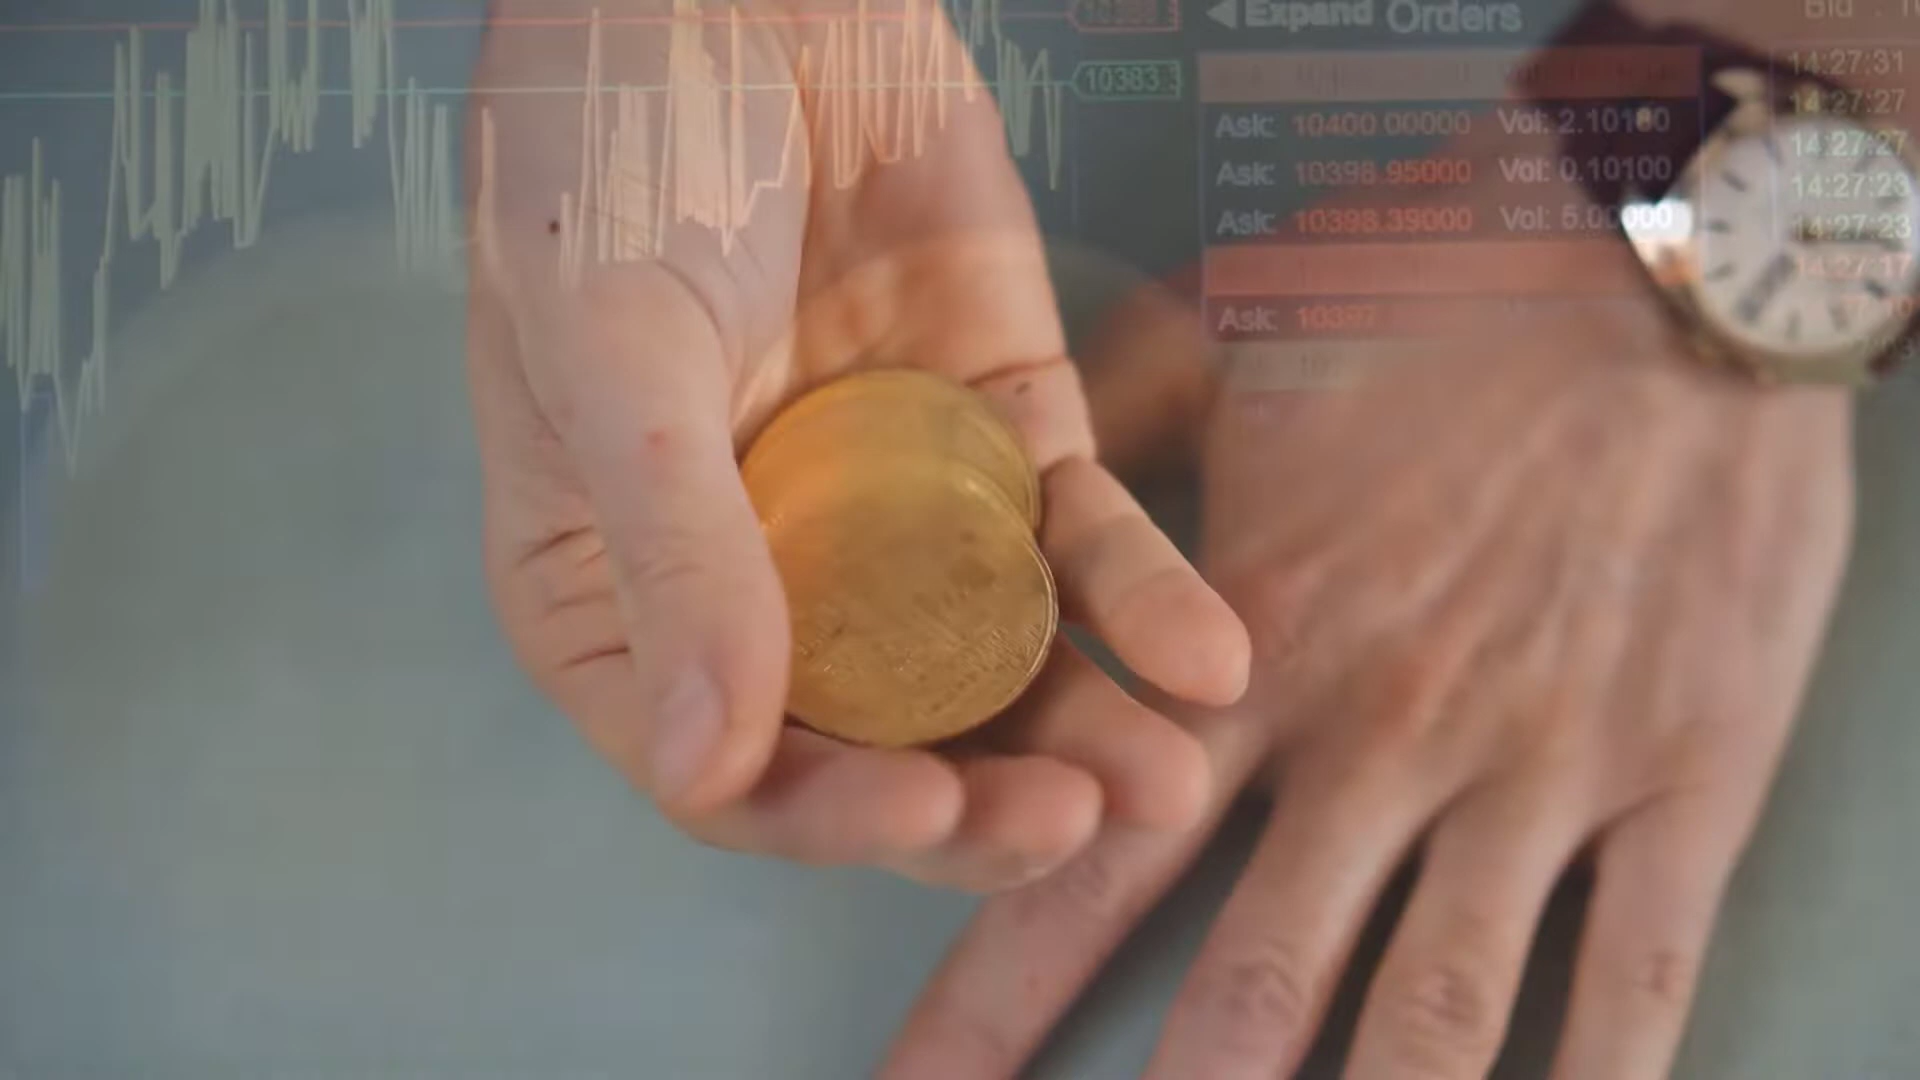 10383.3
◀Expand Orders
Bid
Ask: 10400.00000 Vol: 2.10100
Ask: 10398.95000 Vol: 0.10100
Ask: 10398.39000 Vol: 5.00000
Ask: 10397
14:27:31
14:27:27
14:27:27
14:27:23
14:27:23
14:27:17